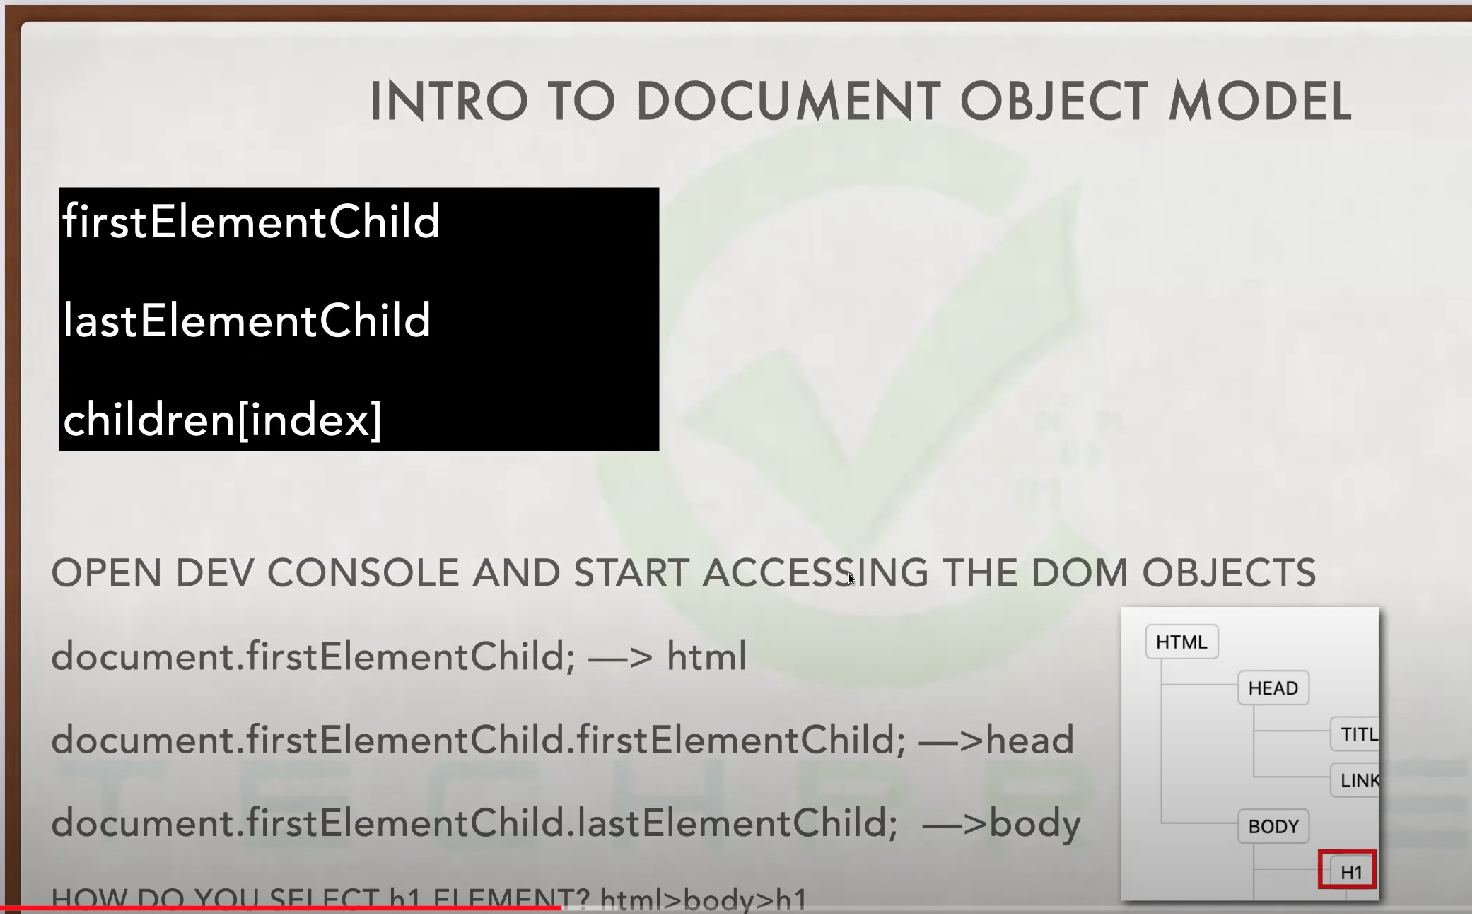 INTRO TO DOCUMENT OBJECT MODEL
firstElementChild
lastElementChild
children[index]
OPEN DEV CONSOLE AND START ACCESSING THE DOM OBJECTS
document.firstElementChild; —> html
document.firstElementChild.firstElementChild; —>head
document.firstElementChild.lastElementChild;  —>body
HOW DO YOU SELECT h1 ELEMENT? html>body>h1
HTML
HEAD
TITL
LINK
BODY
H1